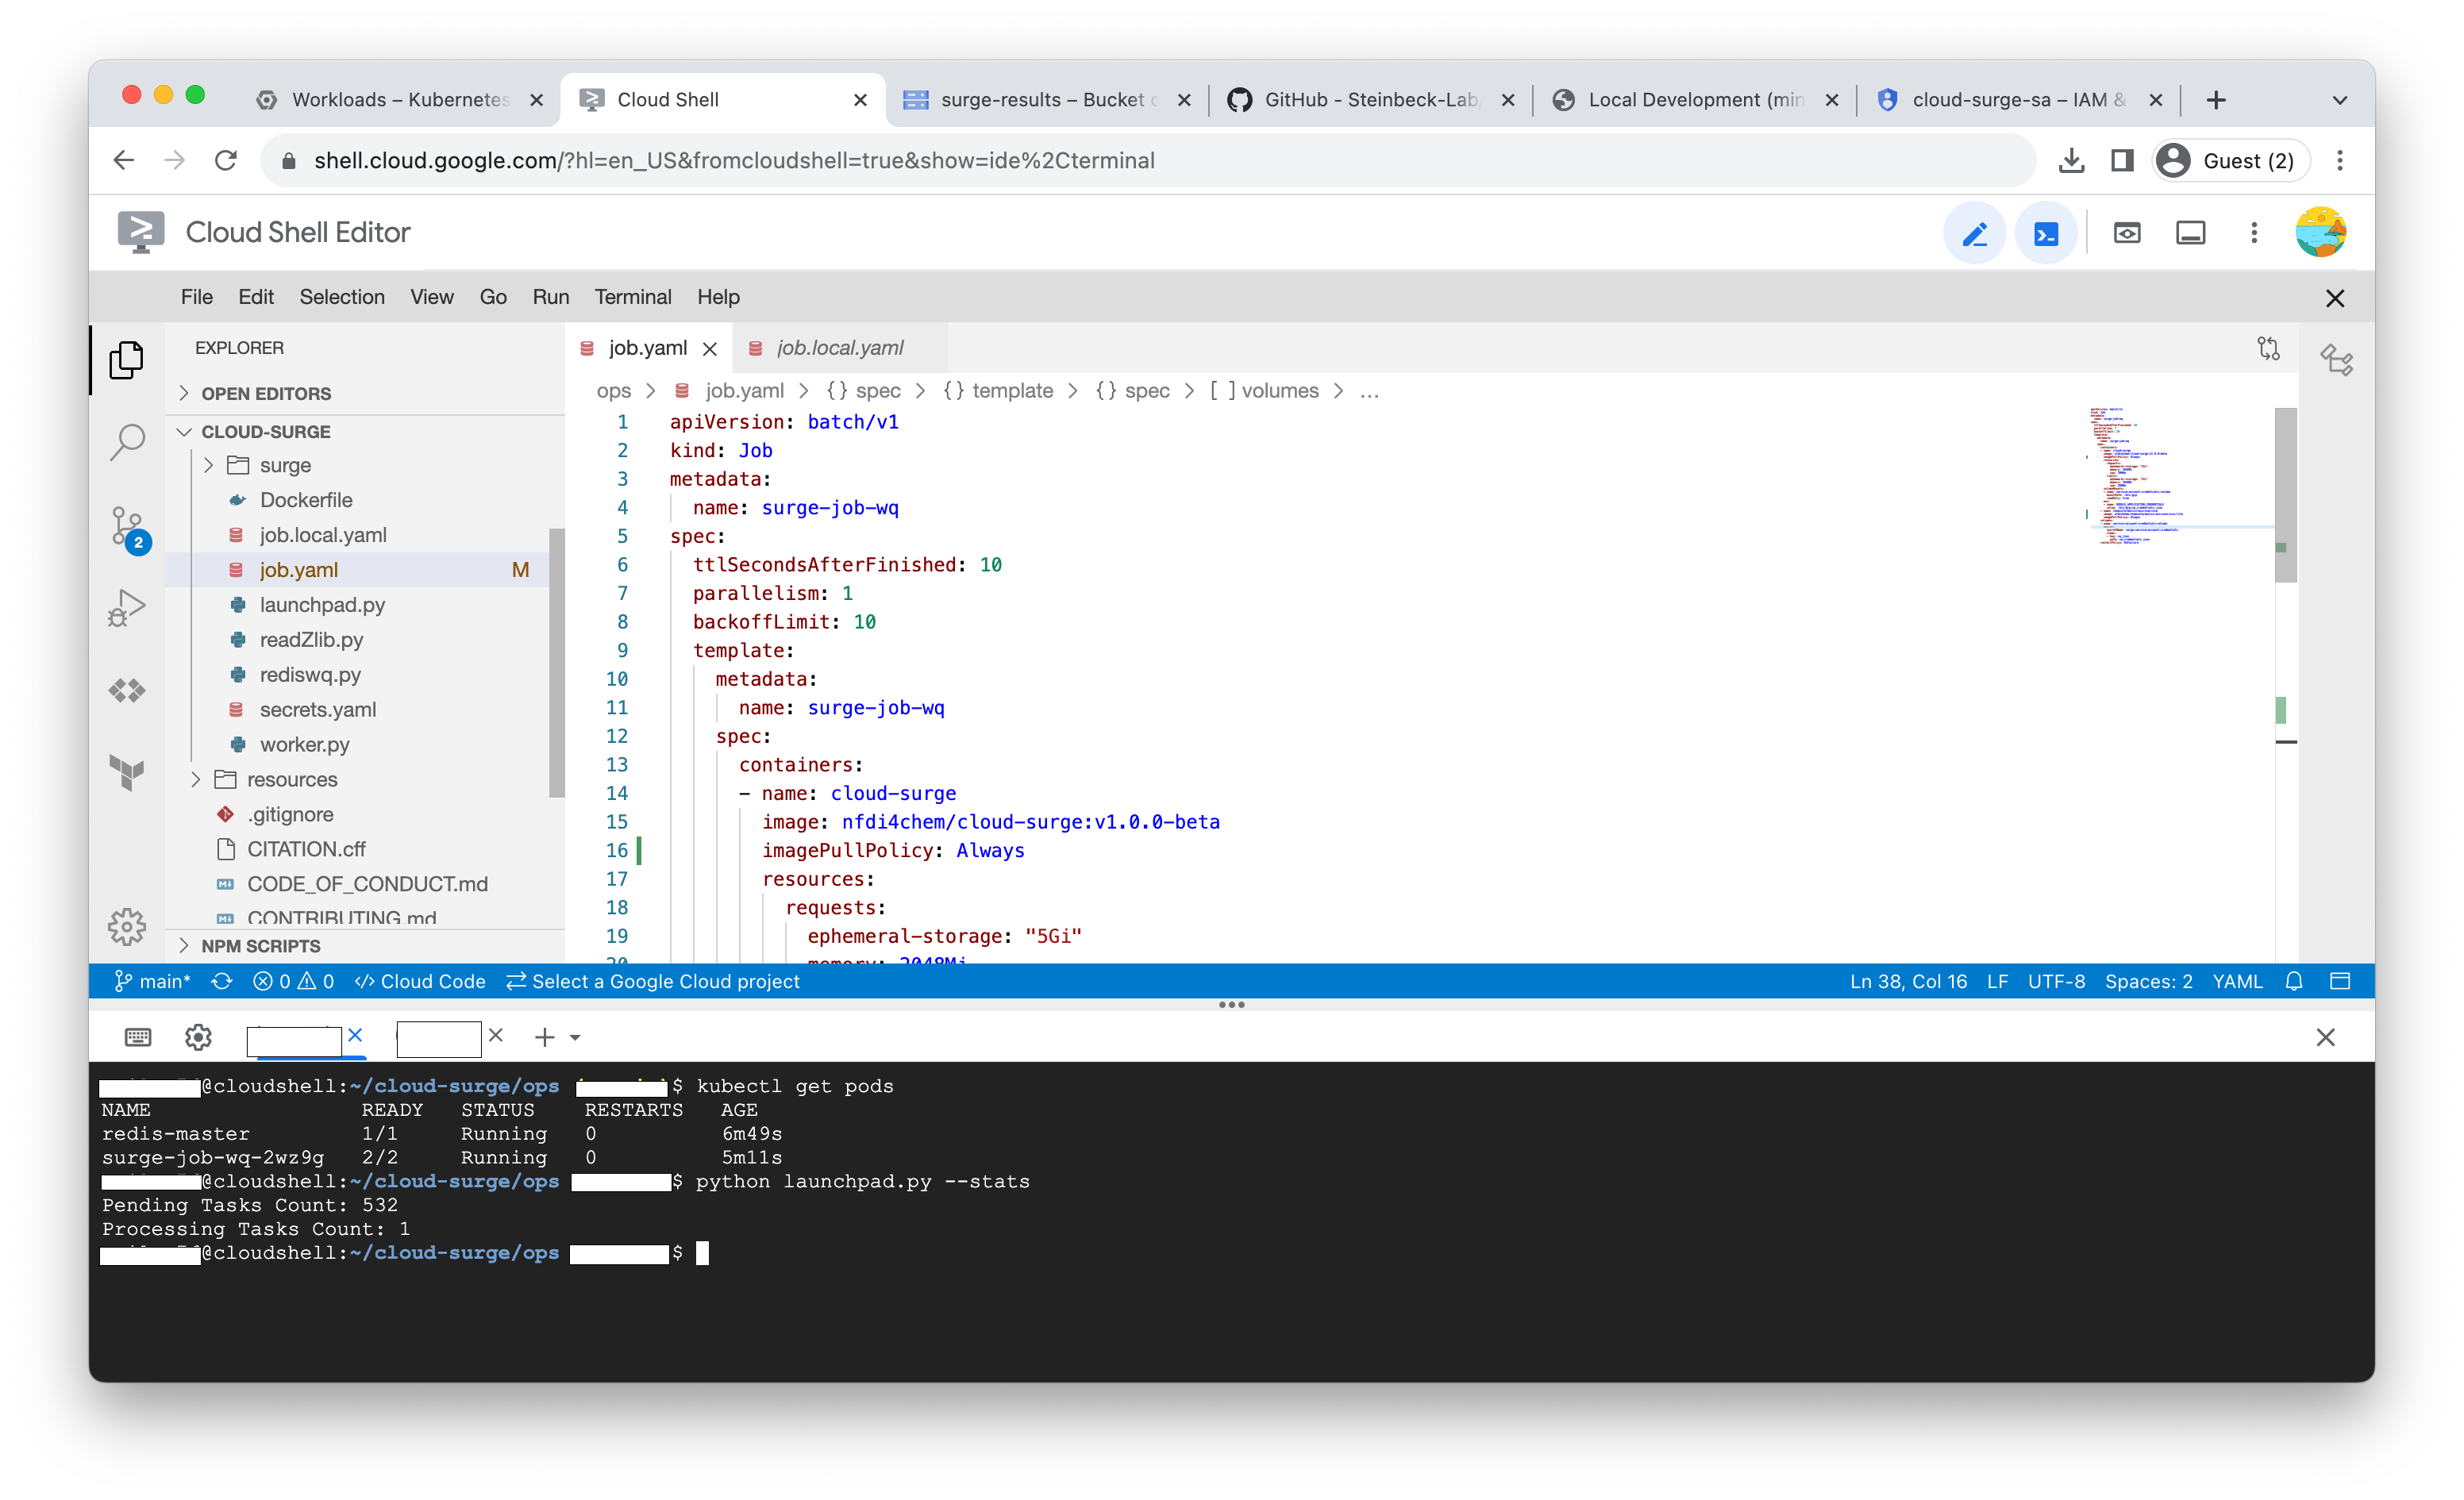 Workloads – Kubernetes
Cloud Shell
surge-results – Bucket
GitHub - Steinbeck-Lab
Local Development (min
cloud-surge-sa – IAM &
shell.cloud.google.com/?hl=en_US&fromcloudshell=true&show=ide%2Cterminal
Guest (2)
Cloud Shell Editor
File Edit Selection View Go Run Terminal Help
EXPLORER
OPEN EDITORS
CLOUD-SURGE
surge
Dockerfile
job.local.yaml
job.yaml M
launchpad.py
readZlib.py
rediswq.py
secrets.yaml
worker.py
resources
.gitignore
CITATION.cff
CODE_OF_CONDUCT.md
CONTRIBUTING.md
NPM SCRIPTS
2
job.yaml
job.local.yaml
ops > job.yaml > {} spec > {} template > {} spec > [ ] volumes > ...
1 apiVersion: batch/v1
2 kind: Job
3 metadata:
4 name: surge-job-wq
5 spec:
6 ttlSecondsAfterFinished: 10
7 parallelism: 1
8 backoffLimit: 10
9 template:
10 metadata:
11 name: surge-job-wq
12 spec:
13 containers:
14 - name: cloud-surge
15 image: nfdi4chem/cloud-surge:v1.0.0-beta
16 imagePullPolicy: Always
17 resources:
18 requests:
19 ephemeral-storage: "5Gi"
20 memory: 2048Mi
main* 0 0 Cloud Code Select a Google Cloud project
Ln 38, Col 16 LF UTF-8 Spaces: 2 YAML
@cloudshell:~/cloud-surge/ops $ kubectl get pods
NAME READY STATUS RESTARTS AGE
redis-master 1/1 Running 0 6m49s
surge-job-wq-2wz9g 2/2 Running 0 5m11s
@cloudshell:~/cloud-surge/ops $ python launchpad.py --stats
Pending Tasks Count: 532
Processing Tasks Count: 1
@cloudshell:~/cloud-surge/ops $